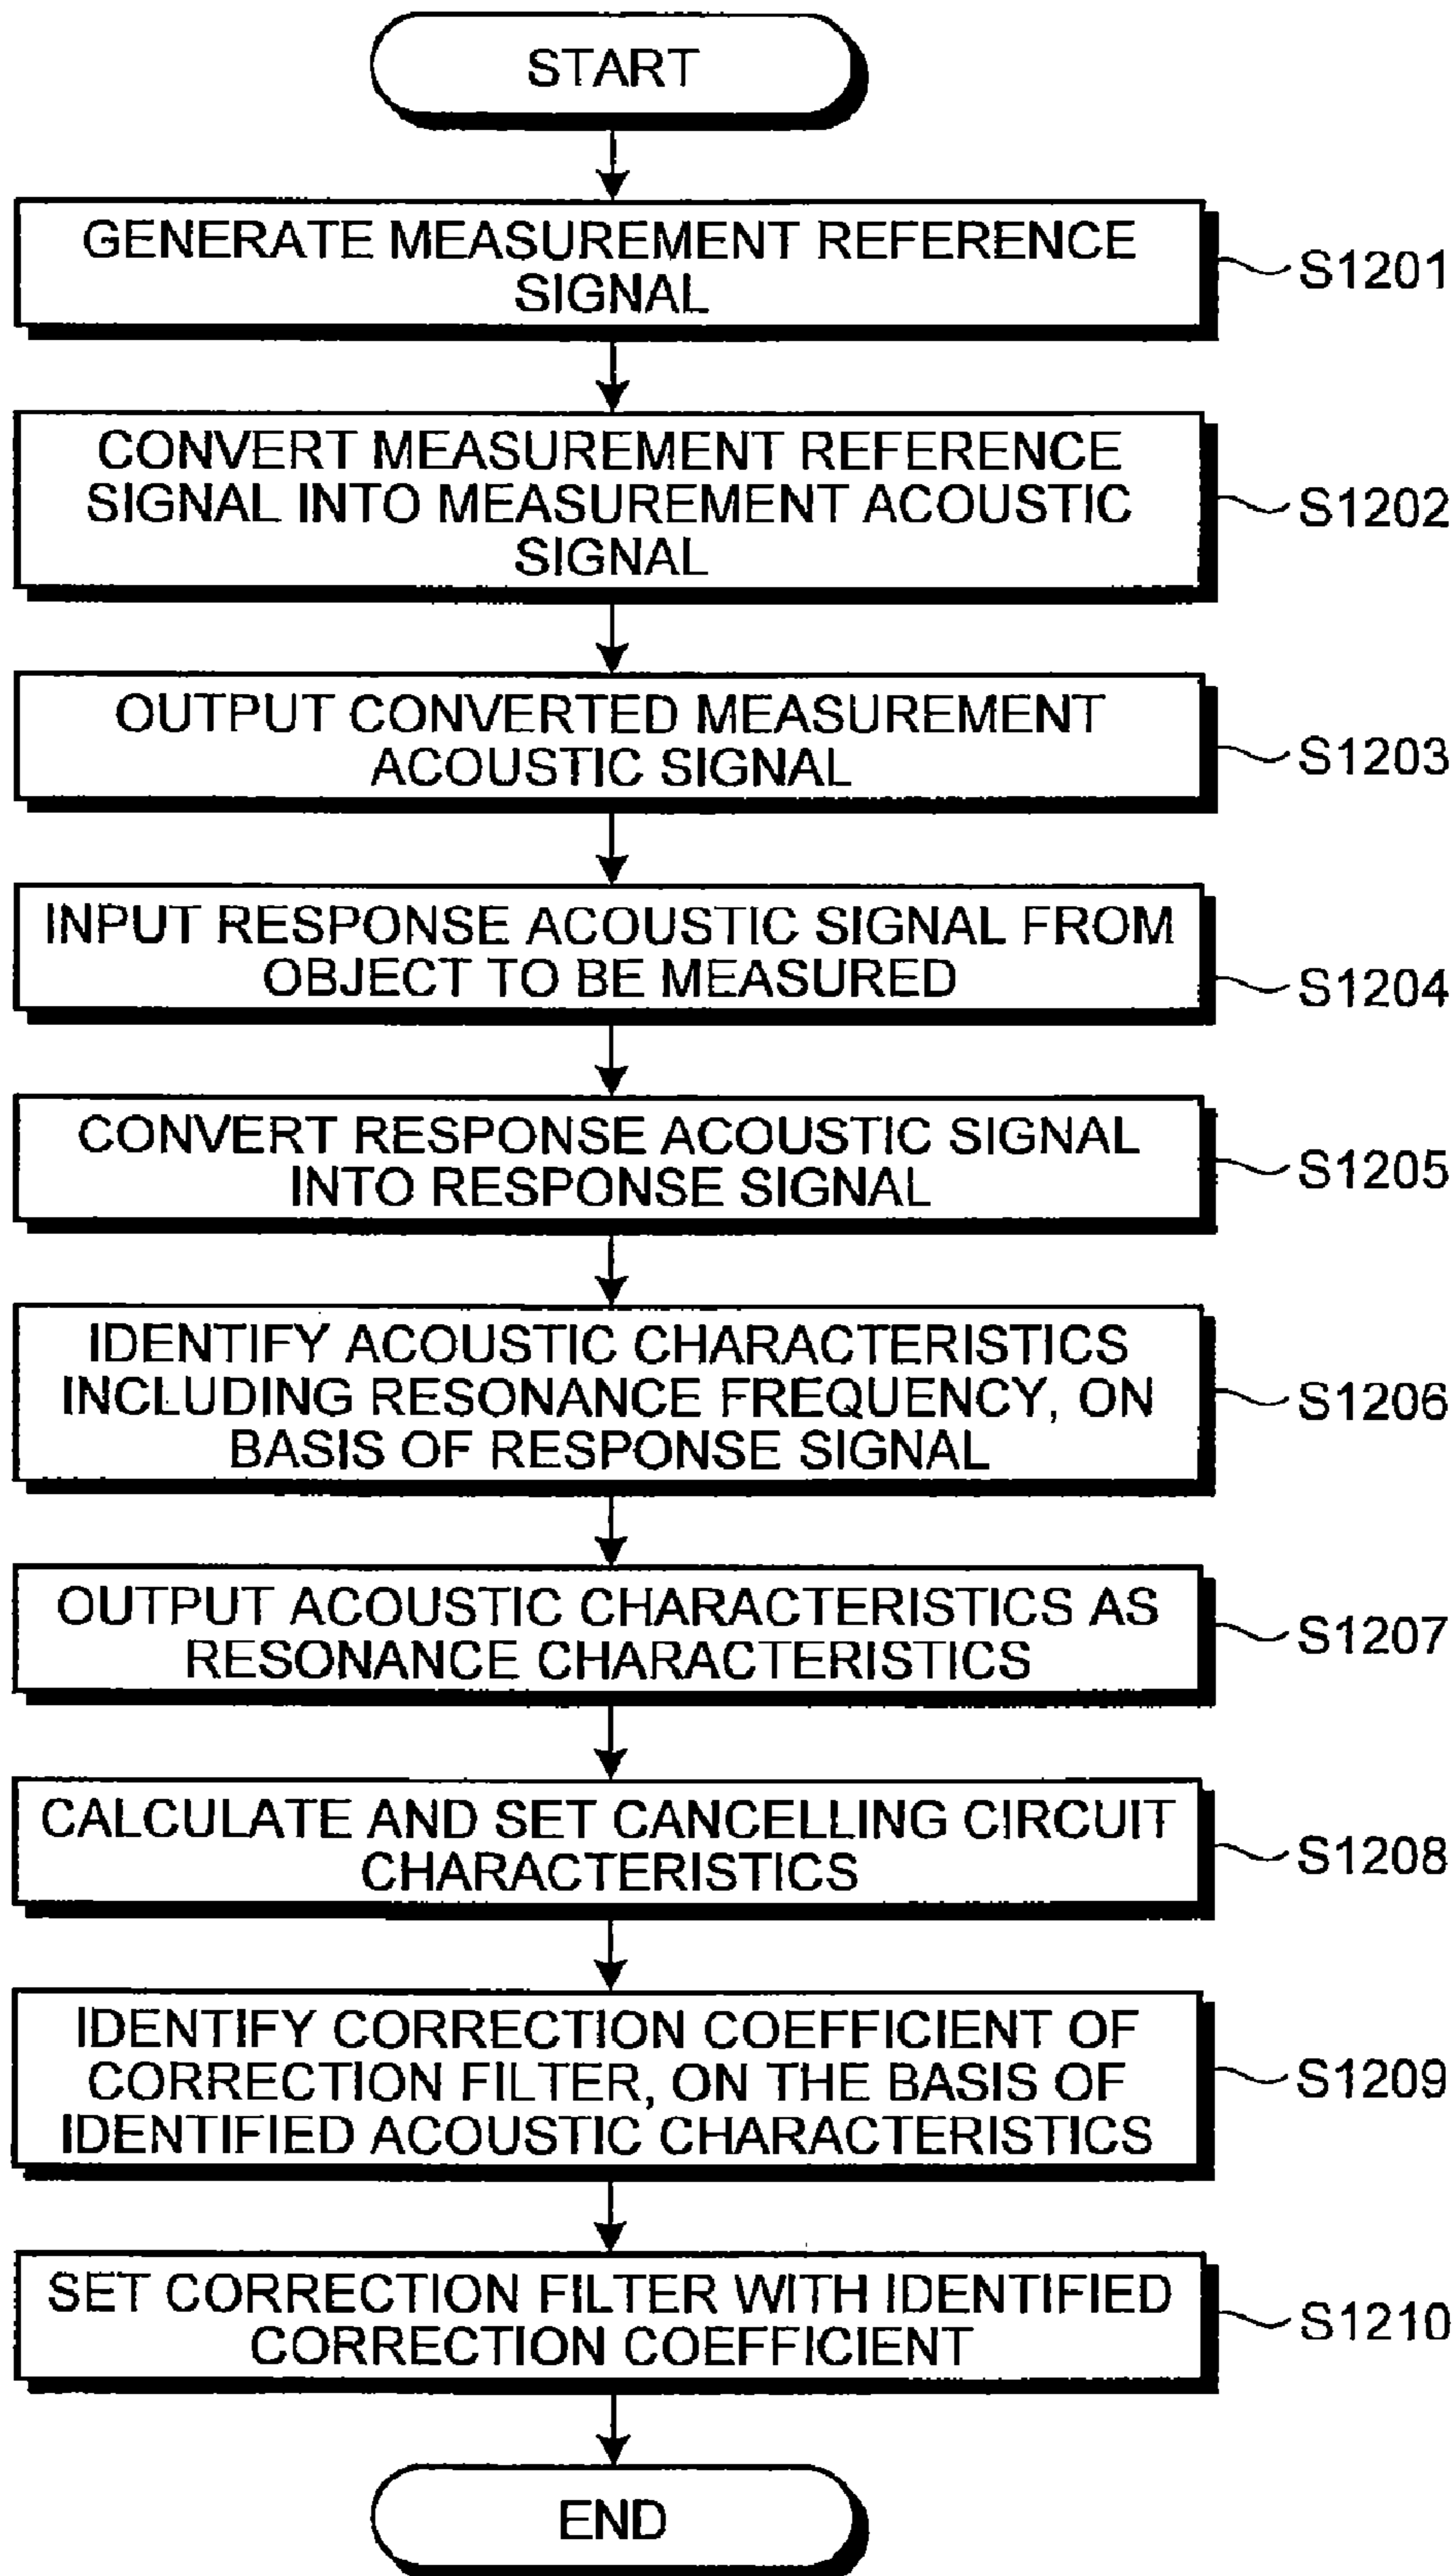 START
GENERATE MEASUREMENT REFERENCE
SIGNAL
S1201
CONVERT MEASUREMENT REFERENCE
SIGNAL INTO MEASUREMENT ACOUSTIC
SIGNAL
S1202
OUTPUT CONVERTED MEASUREMENT
ACOUSTIC SIGNAL
S1203
INPUT RESPONSE ACOUSTIC SIGNAL FROM
OBJECT TO BE MEASURED
S1204
CONVERT RESPONSE ACOUSTIC SIGNAL
INTO RESPONSE SIGNAL
S1205
IDENTIFY ACOUSTIC CHARACTERISTICS
INCLUDING RESONANCE FREQUENCY, ON
BASIS OF RESPONSE SIGNAL
S1206
OUTPUT ACOUSTIC CHARACTERISTICS AS
RESONANCE CHARACTERISTICS
S1207
CALCULATE AND SET CANCELLING CIRCUIT
CHARACTERISTICS
S1208
IDENTIFY CORRECTION COEFFICIENT OF
CORRECTION FILTER, ON THE BASIS OF
IDENTIFIED ACOUSTIC CHARACTERISTICS
S1209
SET CORRECTION FILTER WITH IDENTIFIED
CORRECTION COEFFICIENT
S1210
END